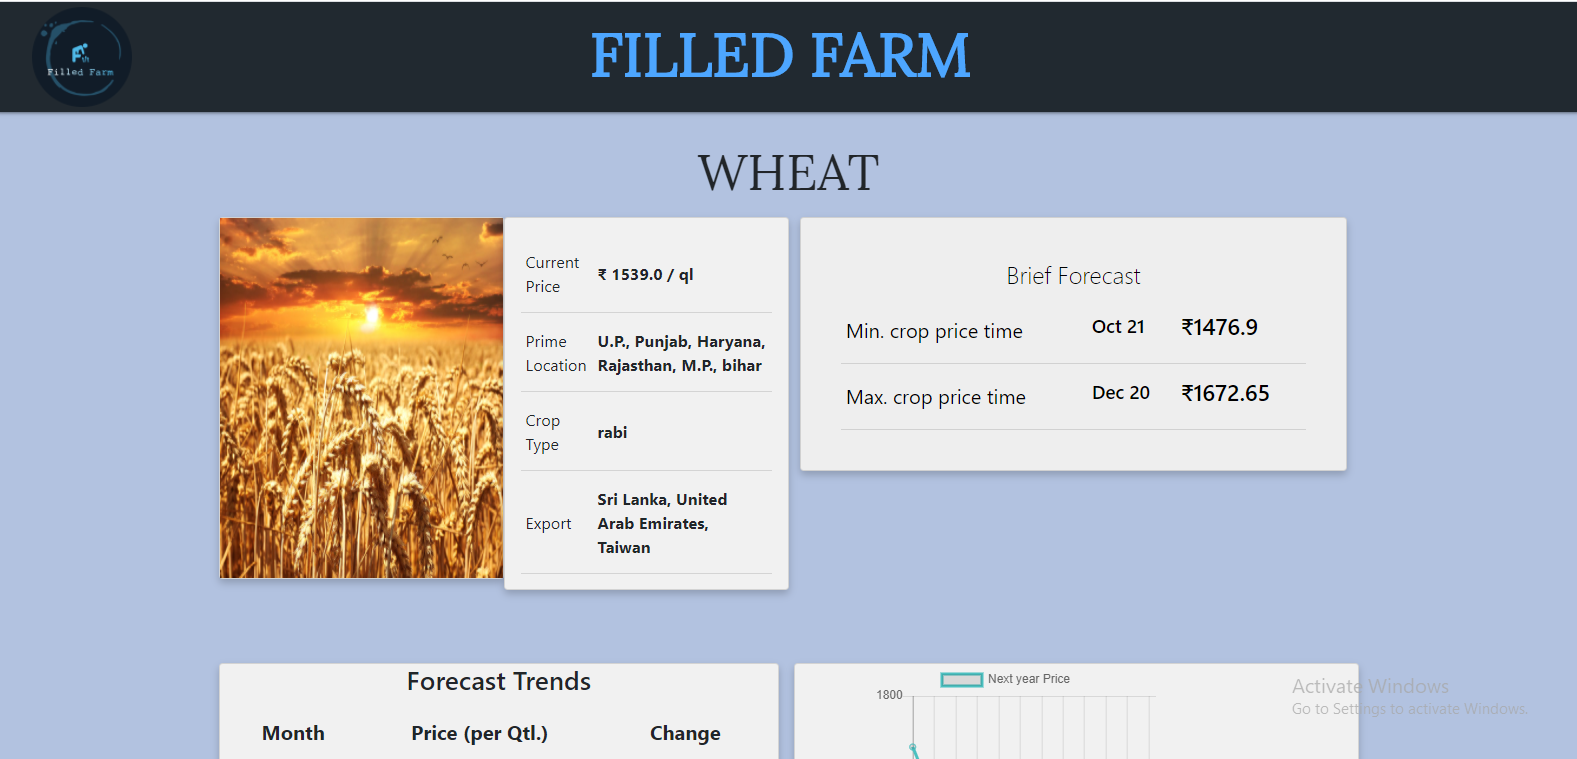 Fth
Filled Farm
FILLED FARM
WHEAT
Current
Price
₹ 1539.0 / ql
Prime
Location
U.P., Punjab, Haryana,
Rajasthan, M.P., bihar
Crop
Type
rabi
Export
Sri Lanka, United
Arab Emirates,
Taiwan
Brief Forecast
Min. crop price time Oct 21 ₹1476.9
Max. crop price time Dec 20 ₹1672.65
Forecast Trends
Month Price (per Qtl.) Change
Next year Price
1800
Activate Windows
Go to Settings to activate Windows.